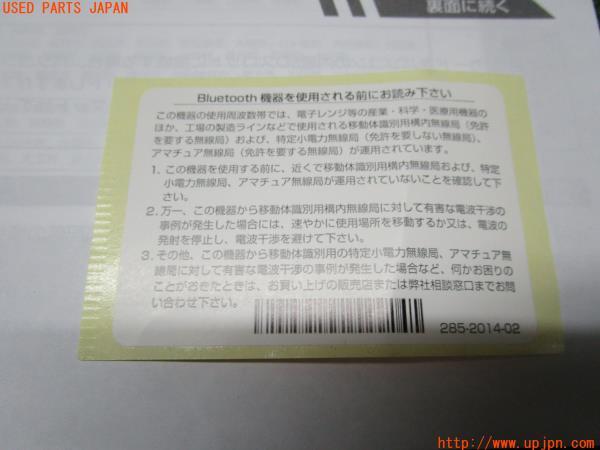 USED PARTS JAPAN
裏面に続く
Bluetooth 機器を使用される前にお読み下さい
この機器の使用周波数帯では、電子レンジ等の産業・科学・医療用機器の
ほか、工場の製造ラインなどで使用される移動体識別用構内無線局（免許
を要する無線局）および、特定小電力無線局（免許を要しない無線局）、
アマチュア無線局（免許を要する無線局）が運用されています。
1. この機器を使用する前に、近くで移動体識別用構内無線局および、特定
小電力無線局、アマチュア無線局が運用されていないことを確認して下
さい。
2. 万一、この機器から移動体識別用構内無線局に対して有害な電波干渉の
事例が発生した場合には、速やかに使用場所を移動するか又は、電波の
発射を停止し、電波干渉を避けて下さい。
3. その他、この機器から移動体識別用の特定小電力無線局、アマチュア無
線局に対して有害な電波干渉の事例が発生した場合など、何かお困りの
ことがおきたときは、お買い上げの販売店または弊社相談窓口までお問
い合わせ下さい。
285-2014-02
http://www.upjpn.com/